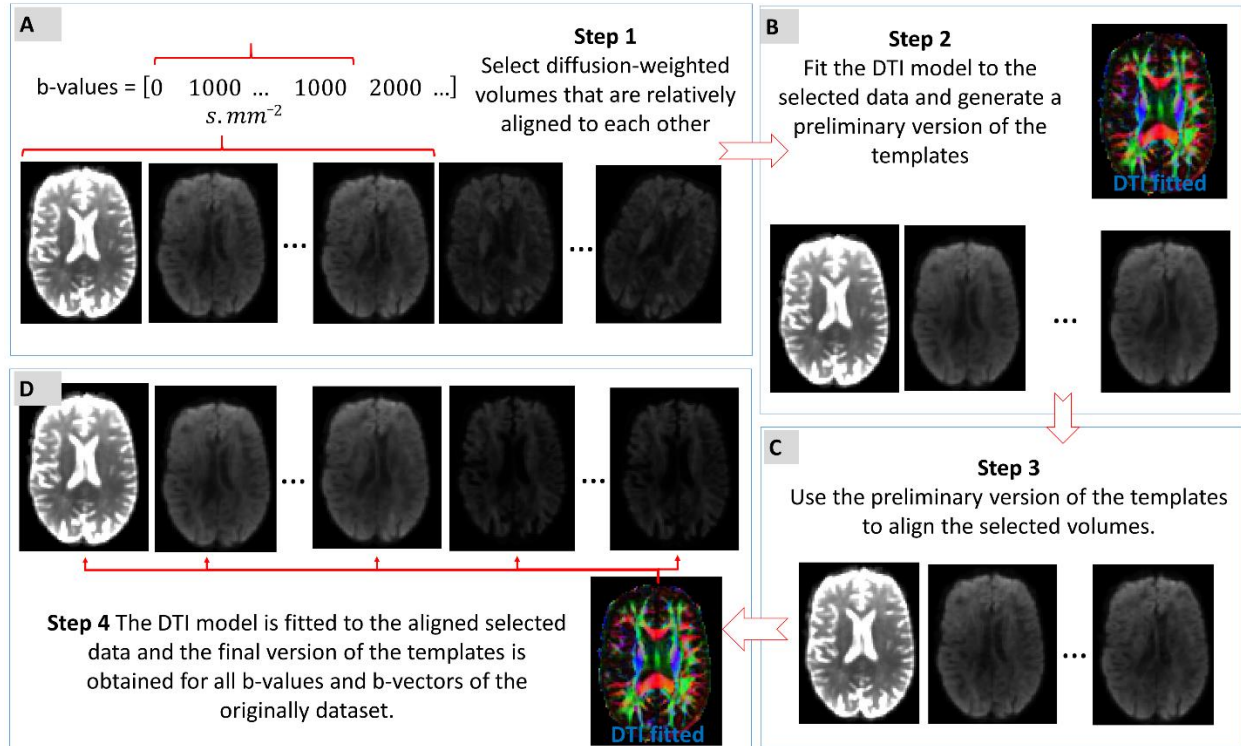 A
b-values = [0 1000 ... 1000 2000 ...]
s.mm⁻²
Step 1
Select diffusion-weighted
volumes that are relatively
aligned to each other
...
...
B
Step 2
Fit the DTI model to the
selected data and generate a
preliminary version of the
templates
DTI fitted
...
C
Step 3
Use the preliminary version of the templates
to align the selected volumes.
...
D
...
...
Step 4 The DTI model is fitted to the aligned selected
data and the final version of the templates is
obtained for all b-values and b-vectors of the
originally dataset.
DTI fitted